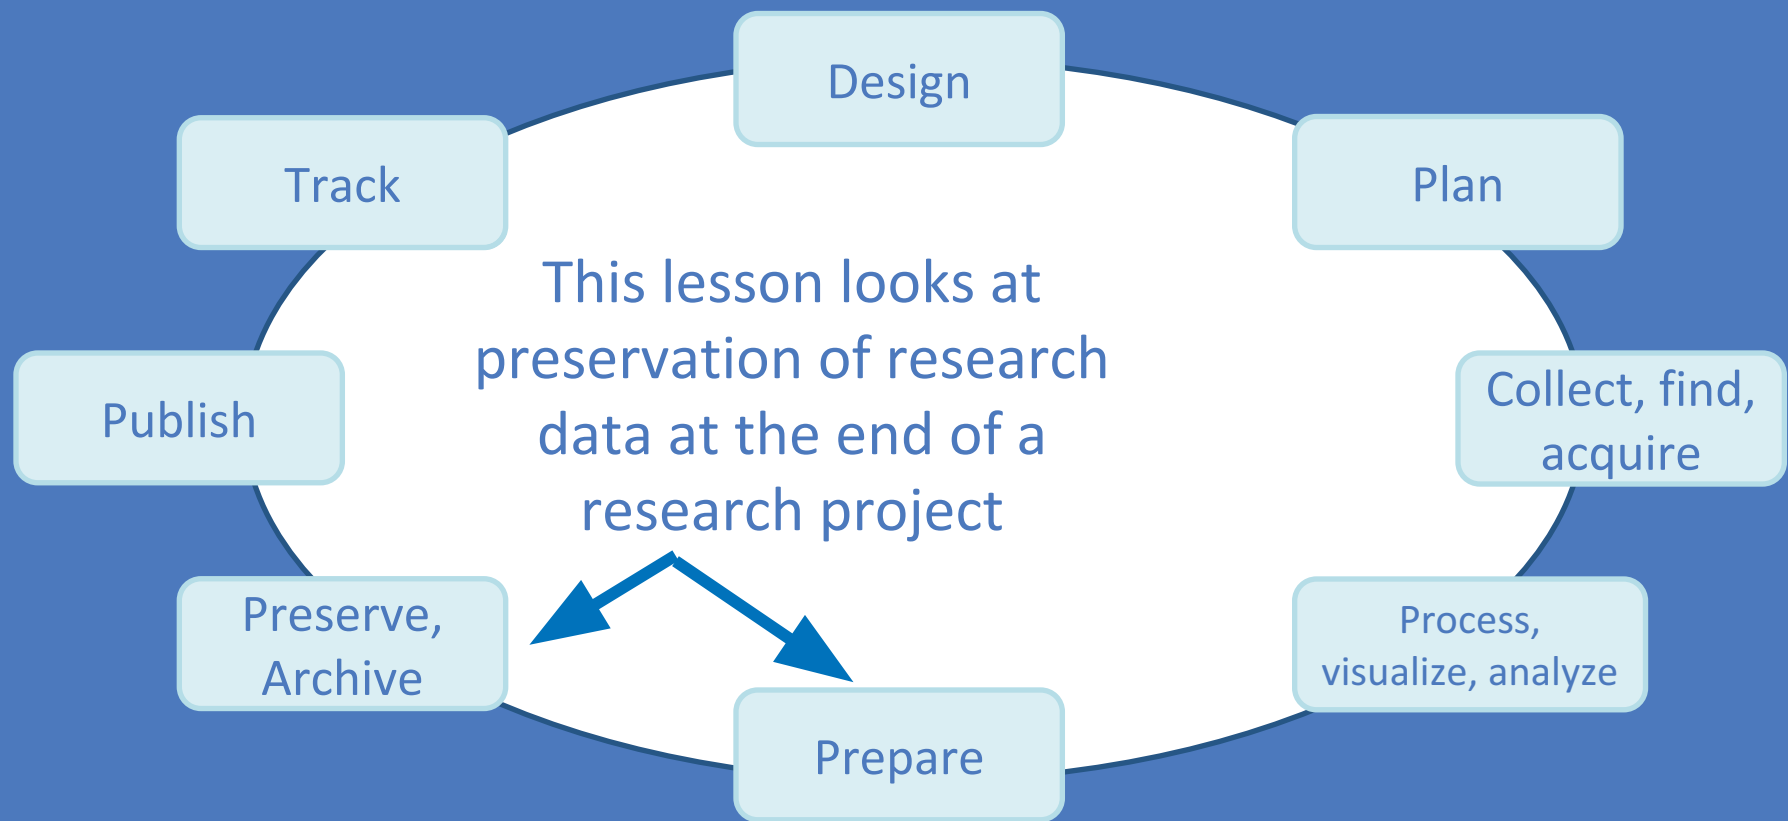 Design
Track
Plan
This lesson looks at
preservation of research
data at the end of a
research project
Publish
Collect, find,
acquire
Preserve,
Archive
Process,
visualize, analyze
Prepare